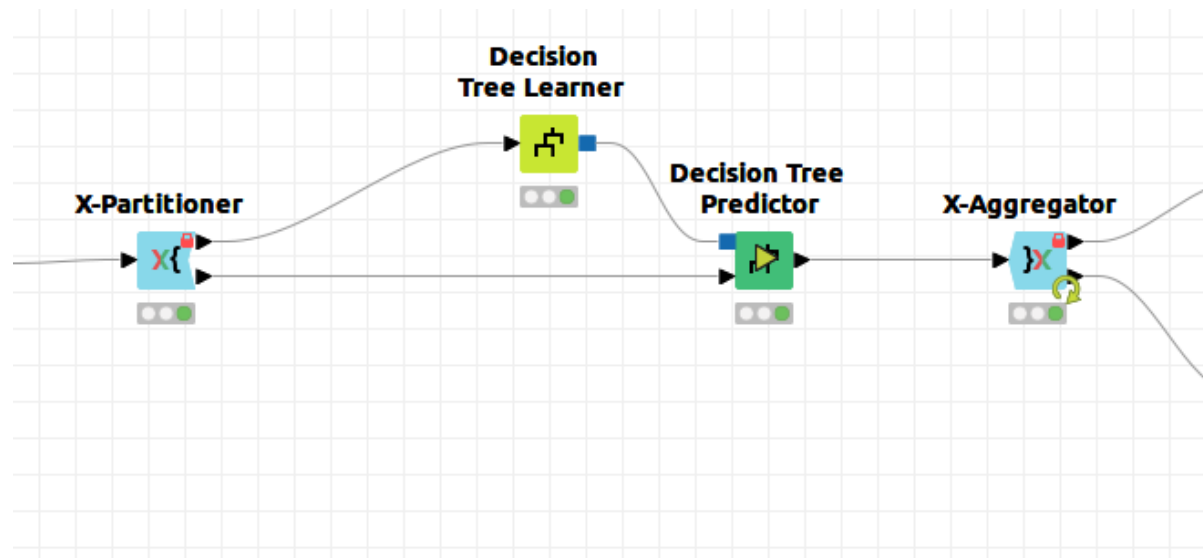 Decision
Tree Learner
Decision Tree
Predictor
X-Partitioner
X-Aggregator
X{
}X